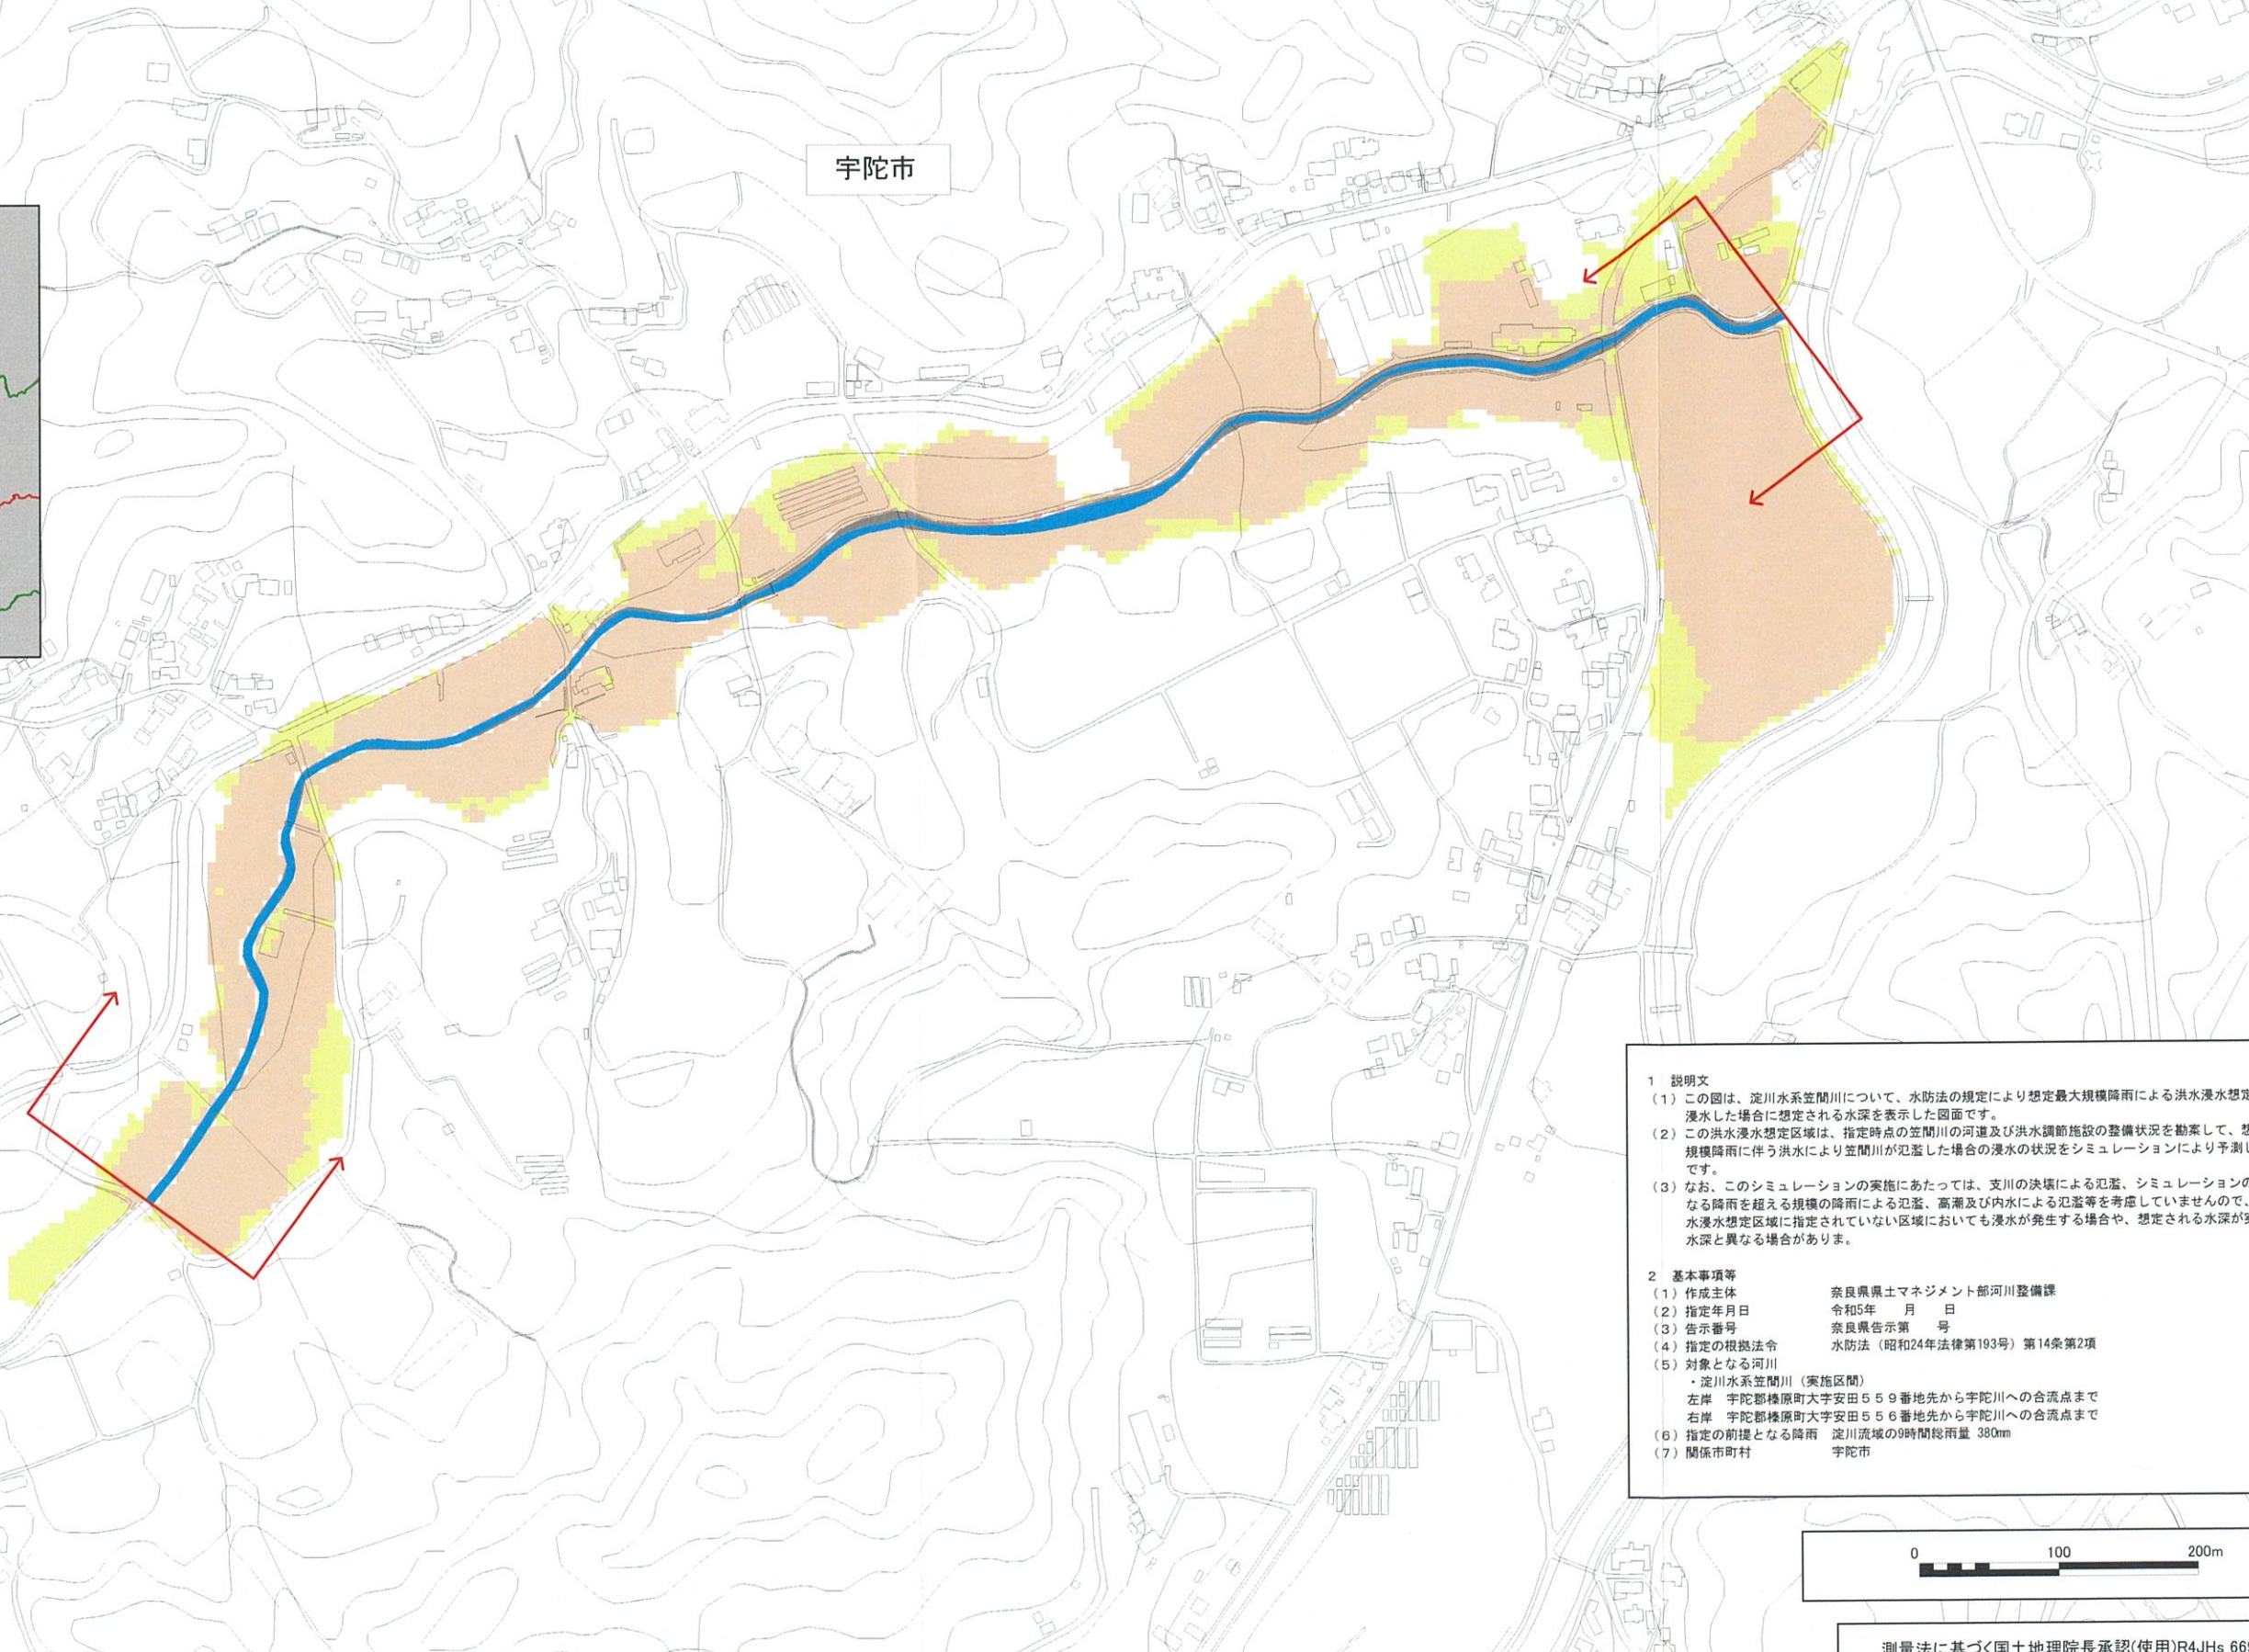 宇陀市
1 説明文
(1)この図は、淀川水系笠間川について、水防法の規定により想定最大規模降雨による洪水浸水想定
浸水した場合に想定される水深を表示した図面です。
(2)この洪水浸水想定区域は、指定時点の笠間川の河道及び洪水調節施設の整備状況を勘案して、想
規模降雨に伴う洪水により笠間川が氾濫した場合の浸水の状況をシミュレーションにより予測し
です。
(3)なお、このシミュレーションの実施にあたっては、支川の決壊による氾濫、シミュレーションの
なる降雨を超える規模の降雨による氾濫、高潮及び内水による氾濫等を考慮していませんので、
水浸水想定区域に指定されていない区域においても浸水が発生する場合や、想定される水深が実
水深と異なる場合がありま。
2 基本事項等
(1)作成主体 奈良県県土マネジメント部河川整備課
(2)指定年月日 令和5年 月 日
(3)告示番号 奈良県告示第 号
(4)指定の根拠法令 水防法(昭和24年法律第193号)第14条第2項
(5)対象となる河川
・淀川水系笠間川(実施区間)
左岸 宇陀郡榛原町大字安田559番地先から宇陀川への合流点まで
右岸 宇陀郡榛原町大字安田556番地先から宇陀川への合流点まで
(6)指定の前提となる降雨 淀川流域の9時間総雨量 380mm
(7)関係市町村 宇陀市
0 100 200m
測量法に基づく国土地理院長承認(使用)R4JHs 66